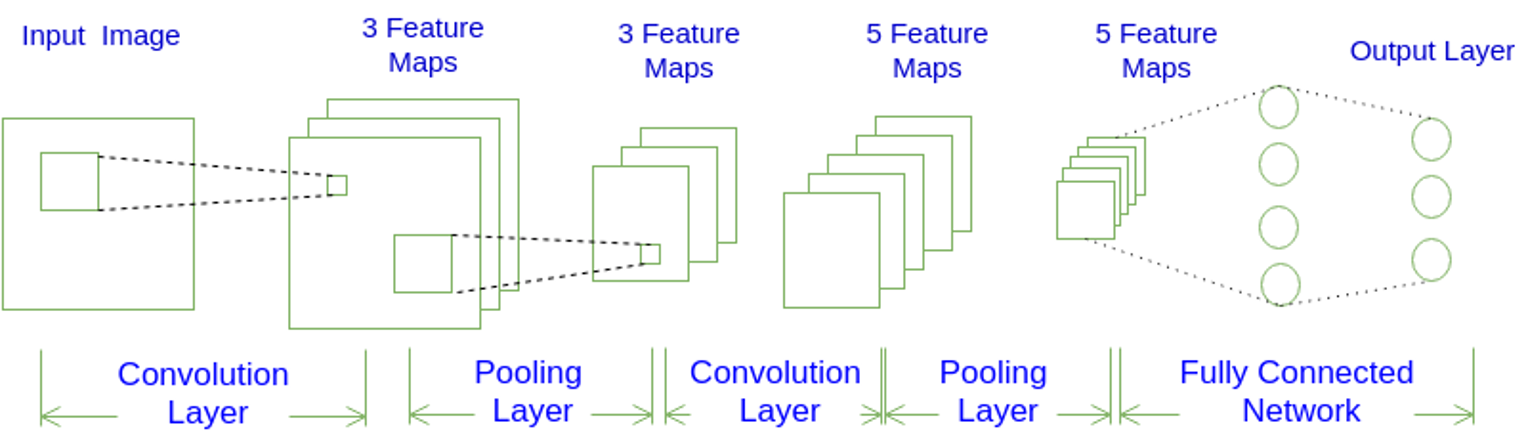 Input Image
3 Feature
Maps
3 Feature
Maps
5 Feature
Maps
5 Feature
Maps
Output Layer
Convolution
Layer
Pooling
Layer
Convolution
Layer
Pooling
Layer
Fully Connected
Network